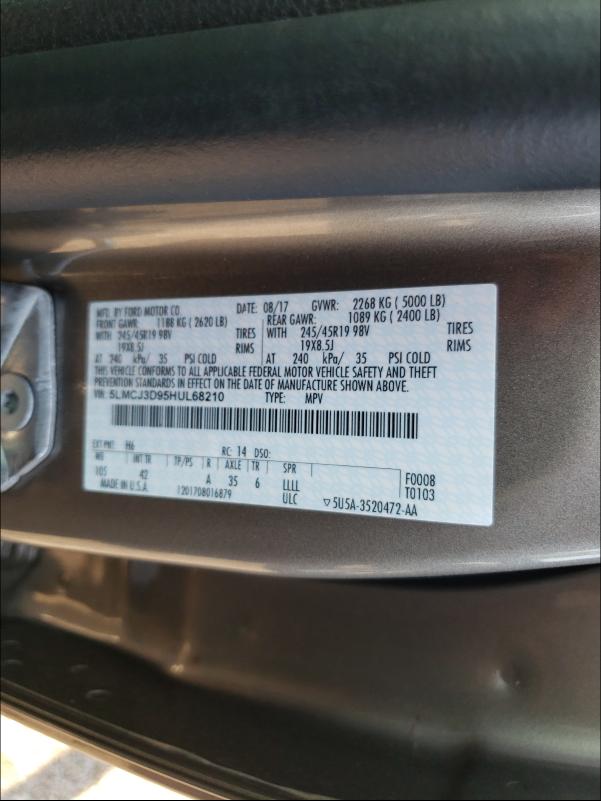 MFG. BY FORD MOTOR CO. DATE: 08/17 GVWR: 2268 KG ( 5000 LB)
FRONT GAWR: 1188 KG ( 2620 LB) REAR GAWR: 1089 KG ( 2400 LB)
WITH 245/45R19 98V TIRES WITH 245/45R19 98V TIRES
19X8.5J RIMS 19X8.5J RIMS
AT 240 kPa/ 35 PSI COLD AT 240 kPa/ 35 PSI COLD
THIS VEHICLE CONFORMS TO ALL APPLICABLE FEDERAL MOTOR VEHICLE SAFETY AND THEFT
PREVENTION STANDARDS IN EFFECT ON THE DATE OF MANUFACTURE SHOWN ABOVE.
VIN: 5LMCJ3D95HUL68210 TYPE: MPV
EXT PNT: H6 RC: 14 DSO:
WB INT TR TP/PS R AXLE TR SPR F0008
105 42 A 35 6 LLLL T0103
MADE IN U.S.A. 1201708016879 ULC ▽5U5A-3520472-AA